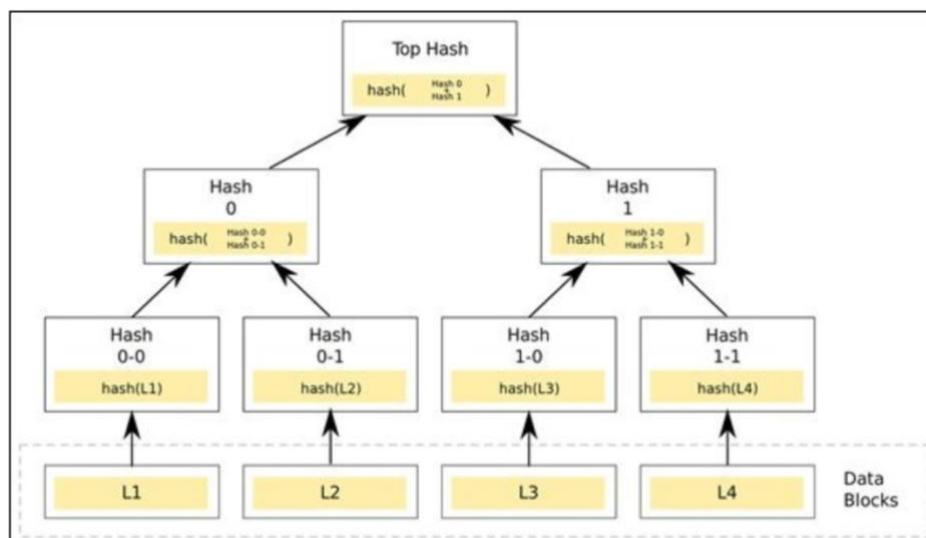 Top Hash
hash( Hash 0 + Hash 1 )
Hash
0
hash( Hash 0-0 + Hash 0-1 )
Hash
1
hash( Hash 1-0 + Hash 1-1 )
Hash
0-0
hash(L1)
Hash
0-1
hash(L2)
Hash
1-0
hash(L3)
Hash
1-1
hash(L4)
L1
L2
L3
L4
Data
Blocks